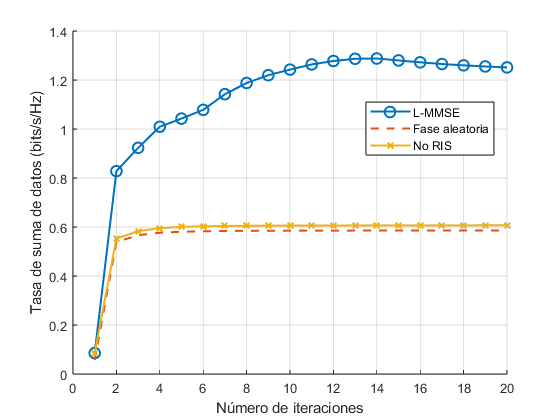 1.4
1.2
1
0.8
0.6
0.4
0.2
0
Tasa de suma de datos (bits/s/Hz)
L-MMSE
Fase aleatoria
No RIS
0 2 4 6 8 10 12 14 16 18 20
Número de iteraciones